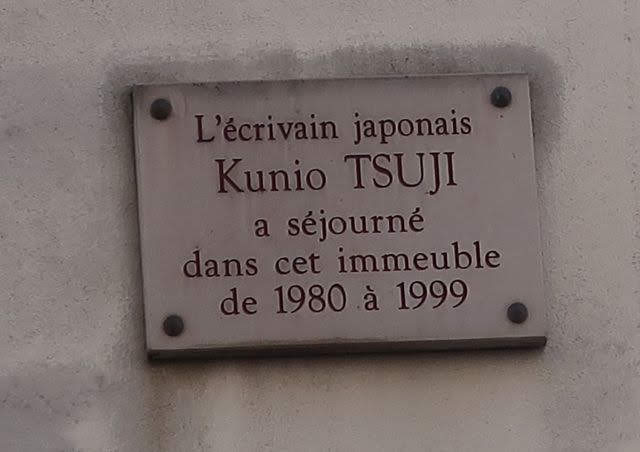 L'écrivain japonais
Kunio TSUJI
a séjourné
dans cet immeuble
de 1980 à 1999